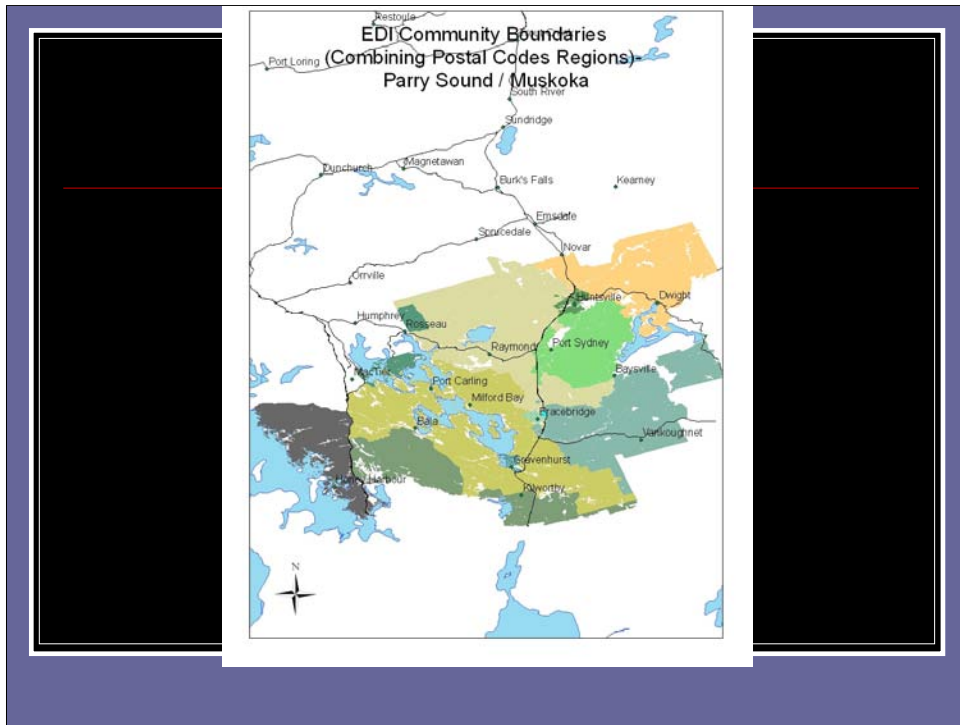 Restoule
EDI Community Boundaries
(Combining Postal Codes Regions)-
Port Loring
Parry Sound / Muskoka
South River
Sundridge
Magnetawan
Dunchurch
Burk's Falls
Kearney
Emsdale
Sprucedale
Novar
Orrville
Huntsville
Dwight
Humphrey
Rosseau
Raymond
Port Sydney
MacTier
Port Carling
Baysville
Milford Bay
Bala
Bracebridge
Vankoughnet
Gravenhurst
Honey Harbour
Kilworthy
N